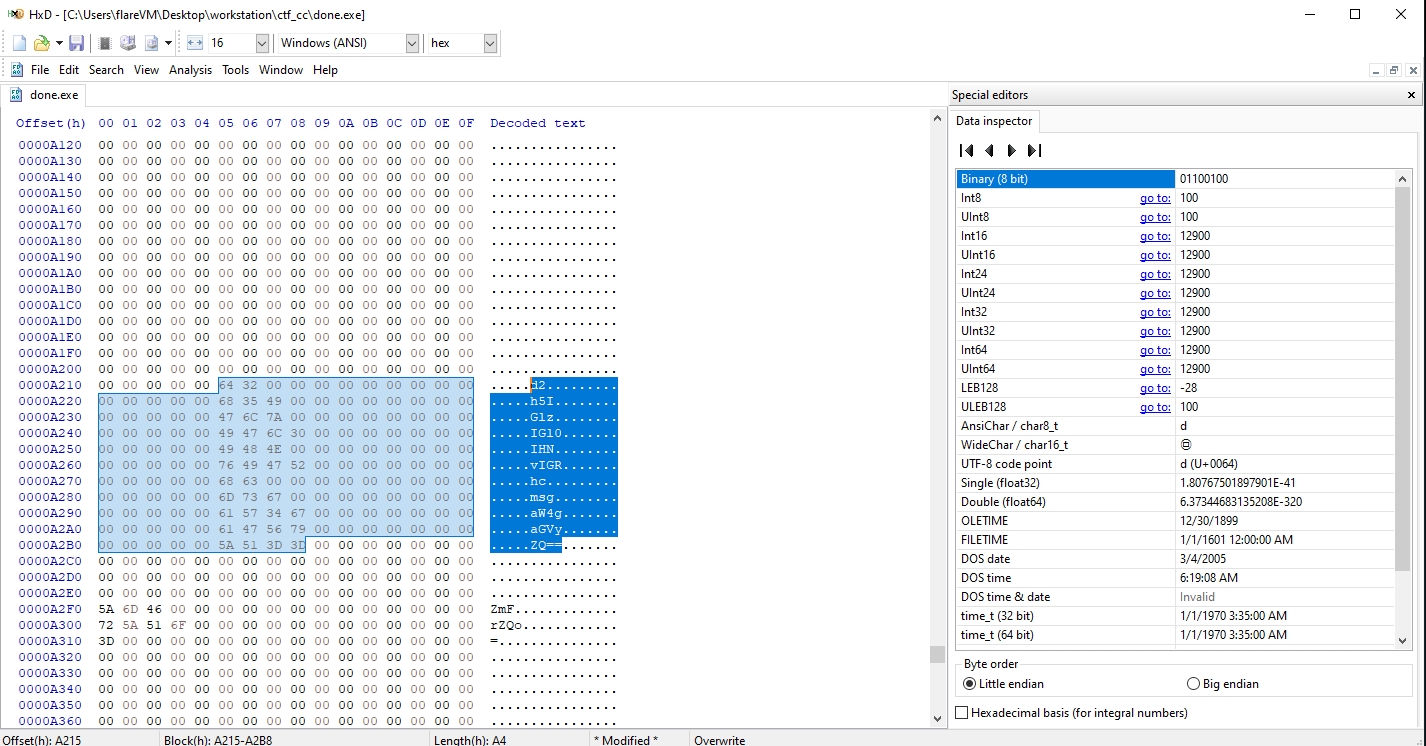 HxD - [C:\Users\flareVM\Desktop\workstation\ctf_cc\done.exe]
16 Windows (ANSI) hex
File Edit Search View Analysis Tools Window Help
done.exe
Offset(h) 00 01 02 03 04 05 06 07 08 09 0A 0B 0C 0D 0E 0F Decoded text
0000A120 00 00 00 00 00 00 00 00 00 00 00 00 00 00 00 00 ................
0000A130 00 00 00 00 00 00 00 00 00 00 00 00 00 00 00 00 ................
0000A140 00 00 00 00 00 00 00 00 00 00 00 00 00 00 00 00 ................
0000A150 00 00 00 00 00 00 00 00 00 00 00 00 00 00 00 00 ................
0000A160 00 00 00 00 00 00 00 00 00 00 00 00 00 00 00 00 ................
0000A170 00 00 00 00 00 00 00 00 00 00 00 00 00 00 00 00 ................
0000A180 00 00 00 00 00 00 00 00 00 00 00 00 00 00 00 00 ................
0000A190 00 00 00 00 00 00 00 00 00 00 00 00 00 00 00 00 ................
0000A1A0 00 00 00 00 00 00 00 00 00 00 00 00 00 00 00 00 ................
0000A1B0 00 00 00 00 00 00 00 00 00 00 00 00 00 00 00 00 ................
0000A1C0 00 00 00 00 00 00 00 00 00 00 00 00 00 00 00 00 ................
0000A1D0 00 00 00 00 00 00 00 00 00 00 00 00 00 00 00 00 ................
0000A1E0 00 00 00 00 00 00 00 00 00 00 00 00 00 00 00 00 ................
0000A1F0 00 00 00 00 00 00 00 00 00 00 00 00 00 00 00 00 ................
0000A200 00 00 00 00 00 00 00 00 00 00 00 00 00 00 00 00 ................
0000A210 00 00 00 00 00 64 32 00 00 00 00 00 00 00 00 00 .....d2.........
0000A220 00 00 00 00 00 68 35 49 00 00 00 00 00 00 00 00 .....h5I........
0000A230 00 00 00 00 00 47 6C 7A 00 00 00 00 00 00 00 00 .....Glz........
0000A240 00 00 00 00 00 49 47 6C 30 00 00 00 00 00 00 00 .....IGl0.......
0000A250 00 00 00 00 00 49 48 4E 00 00 00 00 00 00 00 00 .....IHN........
0000A260 00 00 00 00 00 76 49 47 52 00 00 00 00 00 00 00 .....vIGR.......
0000A270 00 00 00 00 00 68 63 00 00 00 00 00 00 00 00 00 .....hc.........
0000A280 00 00 00 00 00 6D 73 67 00 00 00 00 00 00 00 00 .....msg........
0000A290 00 00 00 00 00 61 57 34 67 00 00 00 00 00 00 00 .....aW4g.......
0000A2A0 00 00 00 00 00 61 47 56 79 00 00 00 00 00 00 00 .....aGVy.......
0000A2B0 00 00 00 00 00 5A 51 3D 3D 00 00 00 00 00 00 00 .....ZQ==.......
0000A2C0 00 00 00 00 00 00 00 00 00 00 00 00 00 00 00 00 ................
0000A2D0 00 00 00 00 00 00 00 00 00 00 00 00 00 00 00 00 ................
0000A2E0 00 00 00 00 00 00 00 00 00 00 00 00 00 00 00 00 ................
0000A2F0 5A 6D 46 00 00 00 00 00 00 00 00 00 00 00 00 00 ZmF.............
0000A300 72 5A 51 6F 00 00 00 00 00 00 00 00 00 00 00 00 rZQo............
0000A310 3D 00 00 00 00 00 00 00 00 00 00 00 00 00 00 00 =...............
0000A320 00 00 00 00 00 00 00 00 00 00 00 00 00 00 00 00 ................
0000A330 00 00 00 00 00 00 00 00 00 00 00 00 00 00 00 00 ................
0000A340 00 00 00 00 00 00 00 00 00 00 00 00 00 00 00 00 ................
0000A350 00 00 00 00 00 00 00 00 00 00 00 00 00 00 00 00 ................
0000A360 00 00 00 00 00 00 00 00 00 00 00 00 00 00 00 00 ................
Special editors
Data inspector
Binary (8 bit) 01100100
Int8 go to: 100
UInt8 go to: 100
Int16 go to: 12900
UInt16 go to: 12900
Int24 go to: 12900
UInt24 go to: 12900
Int32 go to: 12900
UInt32 go to: 12900
Int64 go to: 12900
UInt64 go to: 12900
LEB128 go to: -28
ULEB128 go to: 100
AnsiChar / char8_t d
WideChar / char16_t ㉤
UTF-8 code point d (U+0064)
Single (float32) 1.80767501897901E-41
Double (float64) 6.37344683135208E-320
OLETIME 12/30/1899
FILETIME 1/1/1601 12:00:00 AM
DOS date 3/4/2005
DOS time 6:19:08 AM
DOS time & date Invalid
time_t (32 bit) 1/1/1970 3:35:00 AM
time_t (64 bit) 1/1/1970 3:35:00 AM
Byte order
Little endian Big endian
Hexadecimal basis (for integral numbers)
Offset(h): A215 Block(h): A215-A2B8 Length(h): A4 * Modified * Overwrite